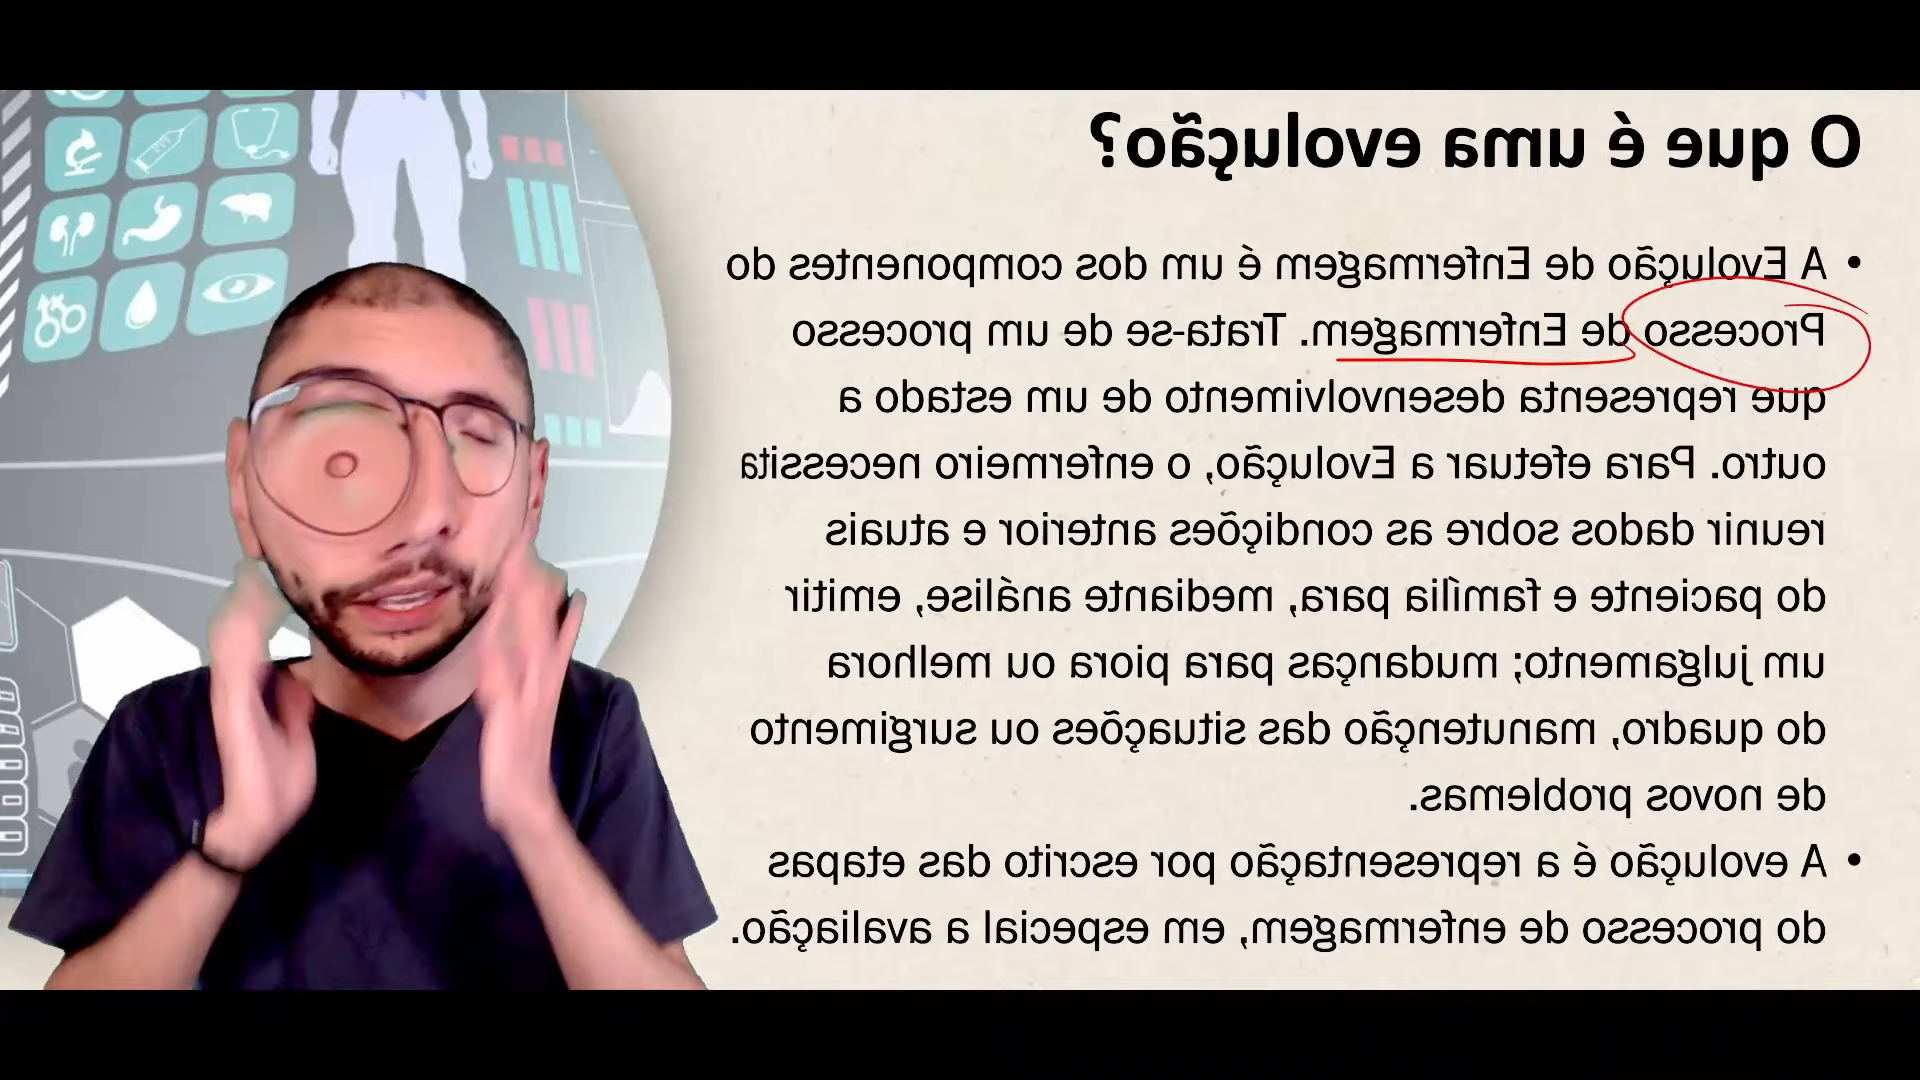 O que é uma evolução?
• A Evolução de Enfermagem é um dos componentes do
Processo de Enfermagem. Trata-se de um processo
que representa desenvolvimento de um estado a
outro. Para efetuar a Evolução, o enfermeiro necessita
reunir dados sobre as condições anterior e atuais
do paciente e família para, mediante análise, emitir
um julgamento; mudanças para piora ou melhora
do quadro, manutenção das situações ou surgimento
de novos problemas.
• A evolução é a representação por escrito das etapas
do processo de enfermagem, em especial a avaliação.